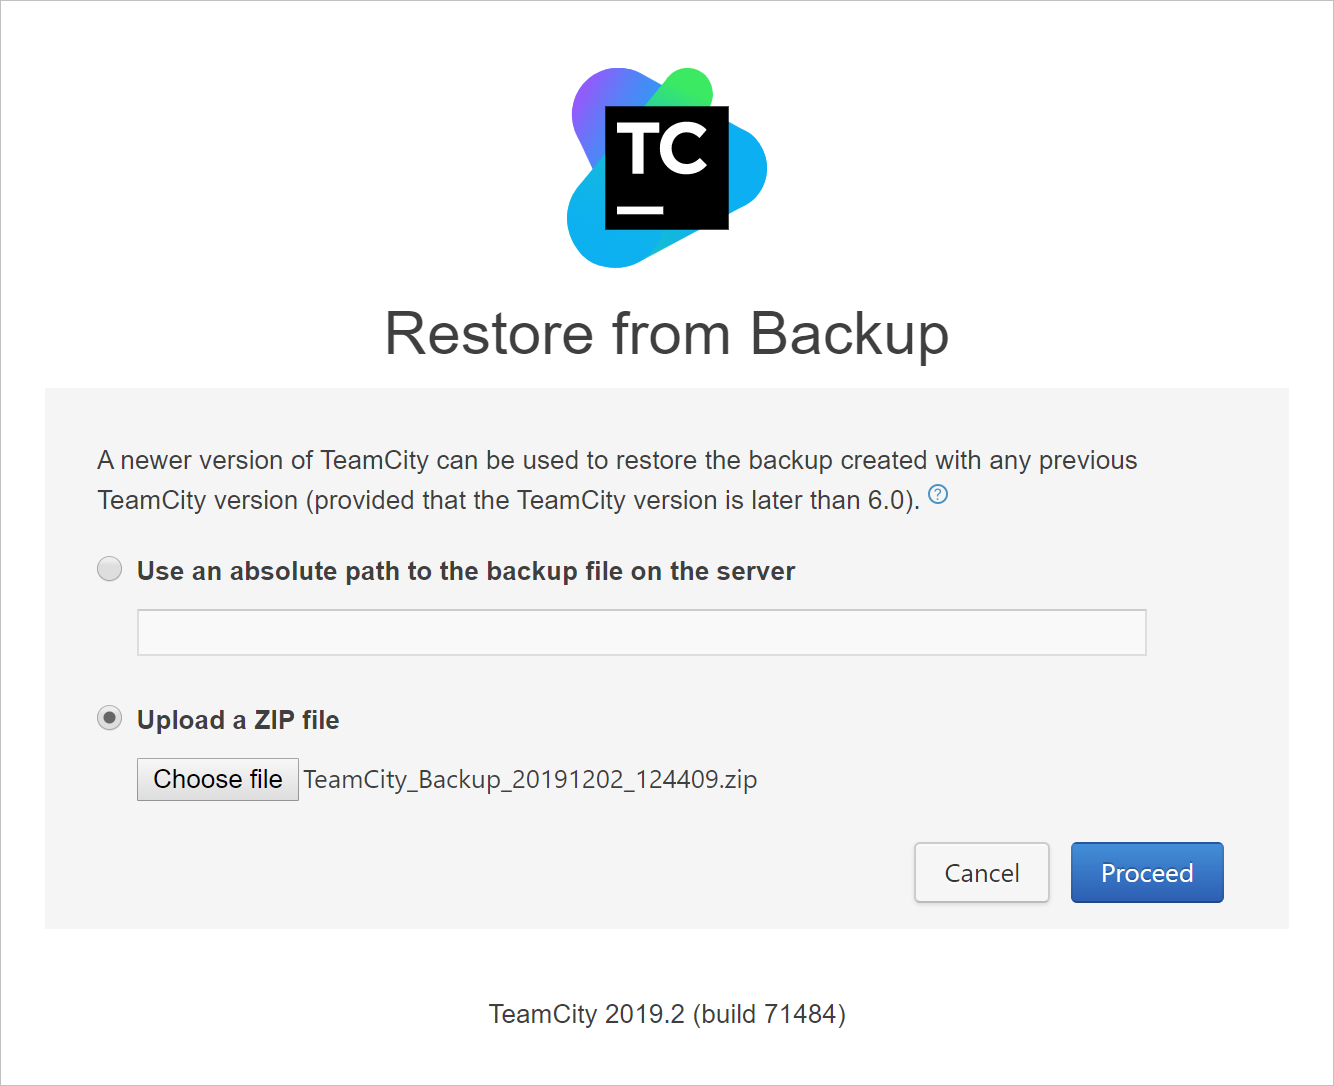 TC
Restore from Backup
A newer version of TeamCity can be used to restore the backup created with any previous
TeamCity version (provided that the TeamCity version is later than 6.0). ?
Use an absolute path to the backup file on the server
Upload a ZIP file
Choose file TeamCity_Backup_20191202_124409.zip
Cancel Proceed
TeamCity 2019.2 (build 71484)